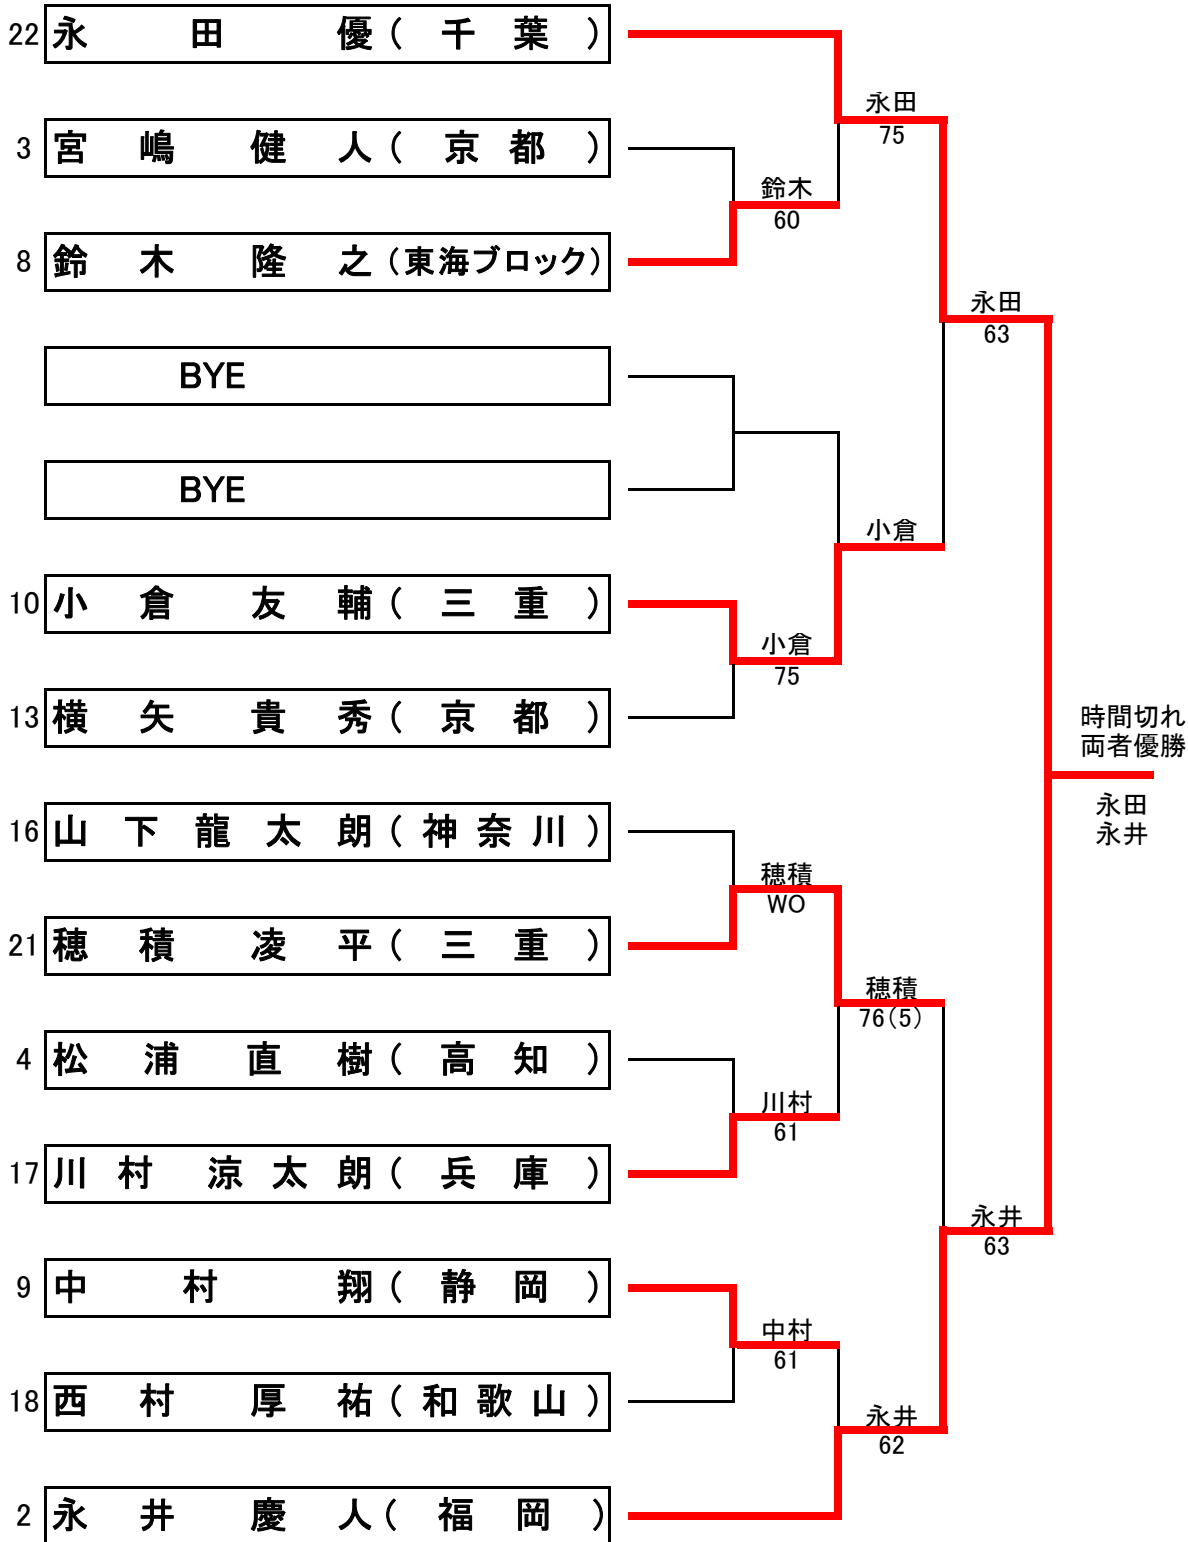 22 永田優(千葉)
永田
75
3 宮嶋健人(京都)
鈴木
60
8 鈴木隆之(東海ブロック)
永田
63
BYE
BYE
小倉
10 小倉友輔(三重)
小倉
75
13 横矢貴秀(京都)
時間切れ
両者優勝
永田
永井
16 山下龍太朗(神奈川)
穂積
WO
21 穂積凌平(三重)
穂積
76(5)
4 松浦直樹(高知)
川村
61
17 川村涼太朗(兵庫)
永井
63
9 中村翔(静岡)
中村
61
18 西村厚祐(和歌山)
永井
62
2 永井慶人(福岡)